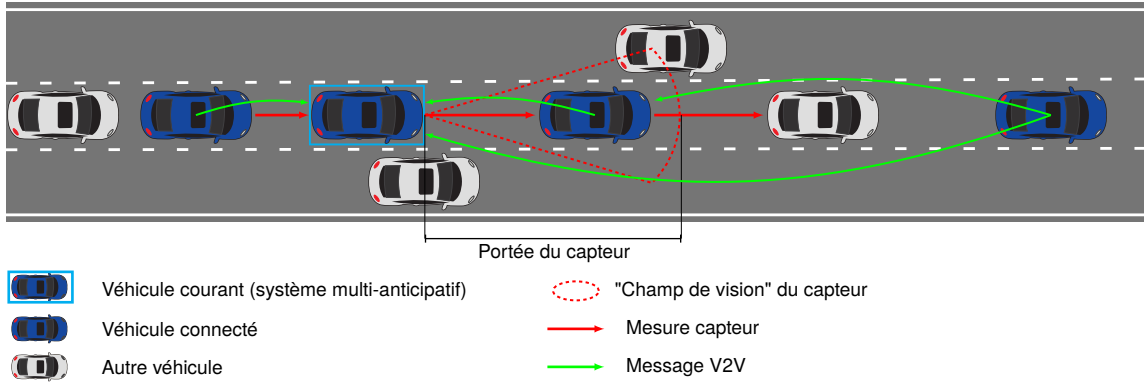 Portée du capteur
Véhicule courant (système multi-anticipatif)
"Champ de vision" du capteur
Véhicule connecté
Mesure capteur
Autre véhicule
Message V2V